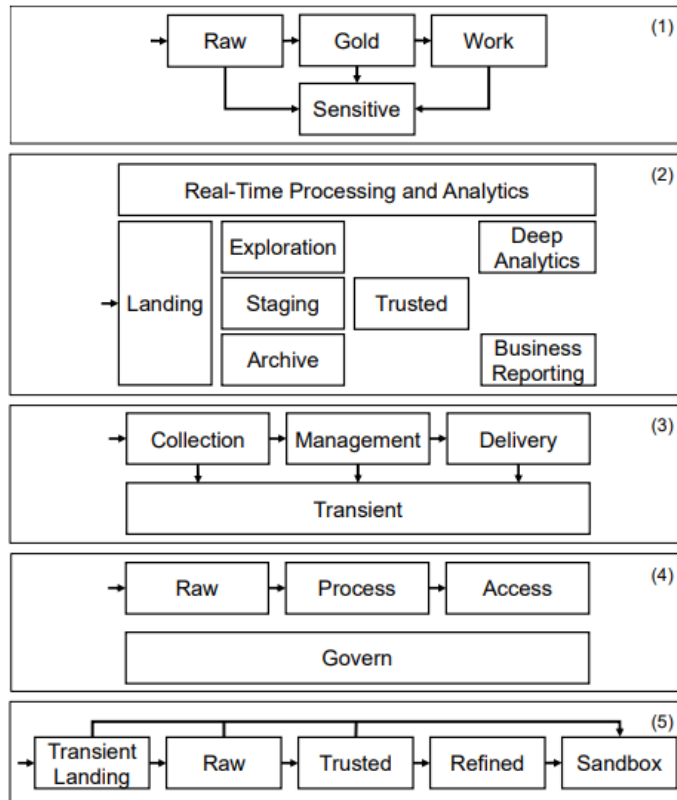 (1)
Raw
Gold
Work
Sensitive
(2)
Real-Time Processing and Analytics
Landing
Exploration
Deep
Analytics
Staging
Trusted
Archive
Business
Reporting
(3)
Collection
Management
Delivery
Transient
(4)
Raw
Process
Access
Govern
(5)
Transient
Landing
Raw
Trusted
Refined
Sandbox